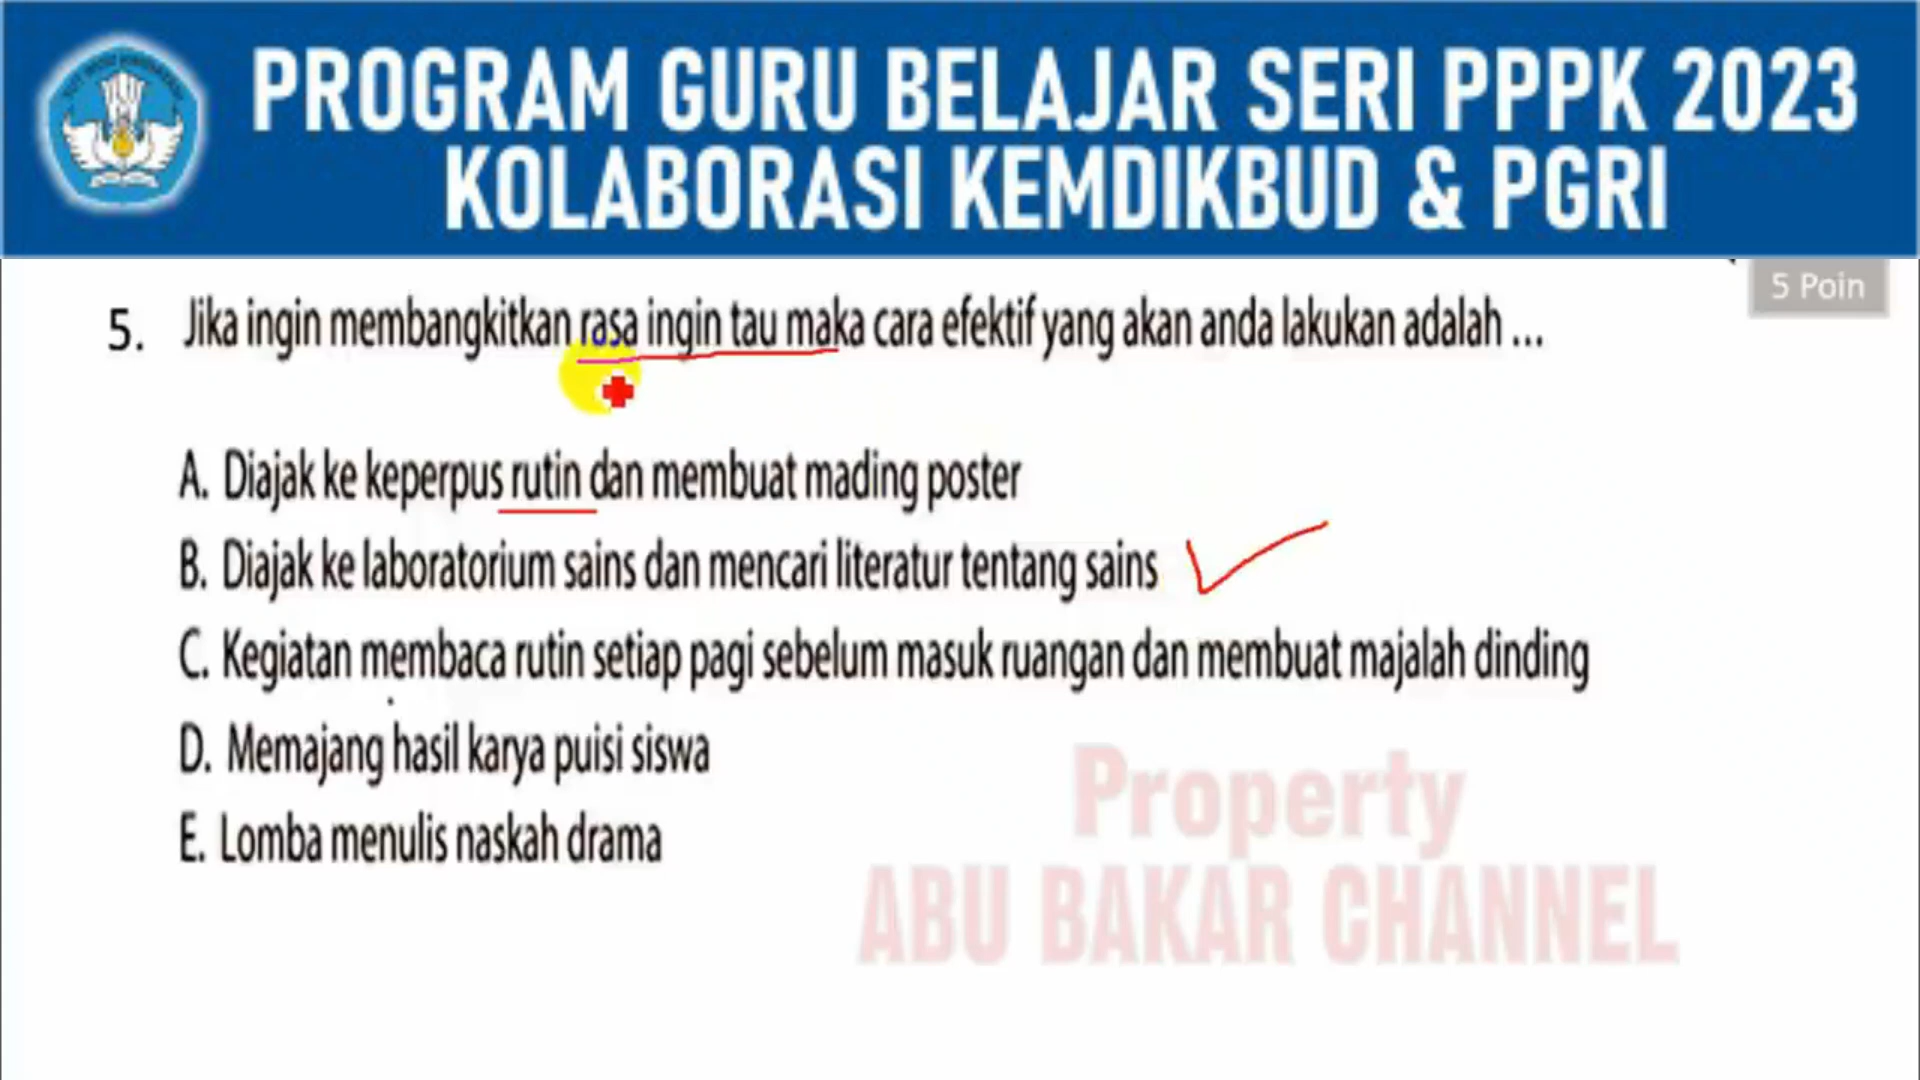 PROGRAM GURU BELAJAR SERI PPPK 2023
KOLABORASI KEMDIKBUD & PGRI
5 Poin
5. Jika ingin membangkitkan rasa ingin tau maka cara efektif yang akan anda lakukan adalah ...
A. Diajak ke keperpus rutin dan membuat mading poster
B. Diajak ke laboratorium sains dan mencari literatur tentang sains
C. Kegiatan membaca rutin setiap pagi sebelum masuk ruangan dan membuat majalah dinding
D. Memajang hasil karya puisi siswa
E. Lomba menulis naskah drama
Property
ABU BAKAR CHANNEL